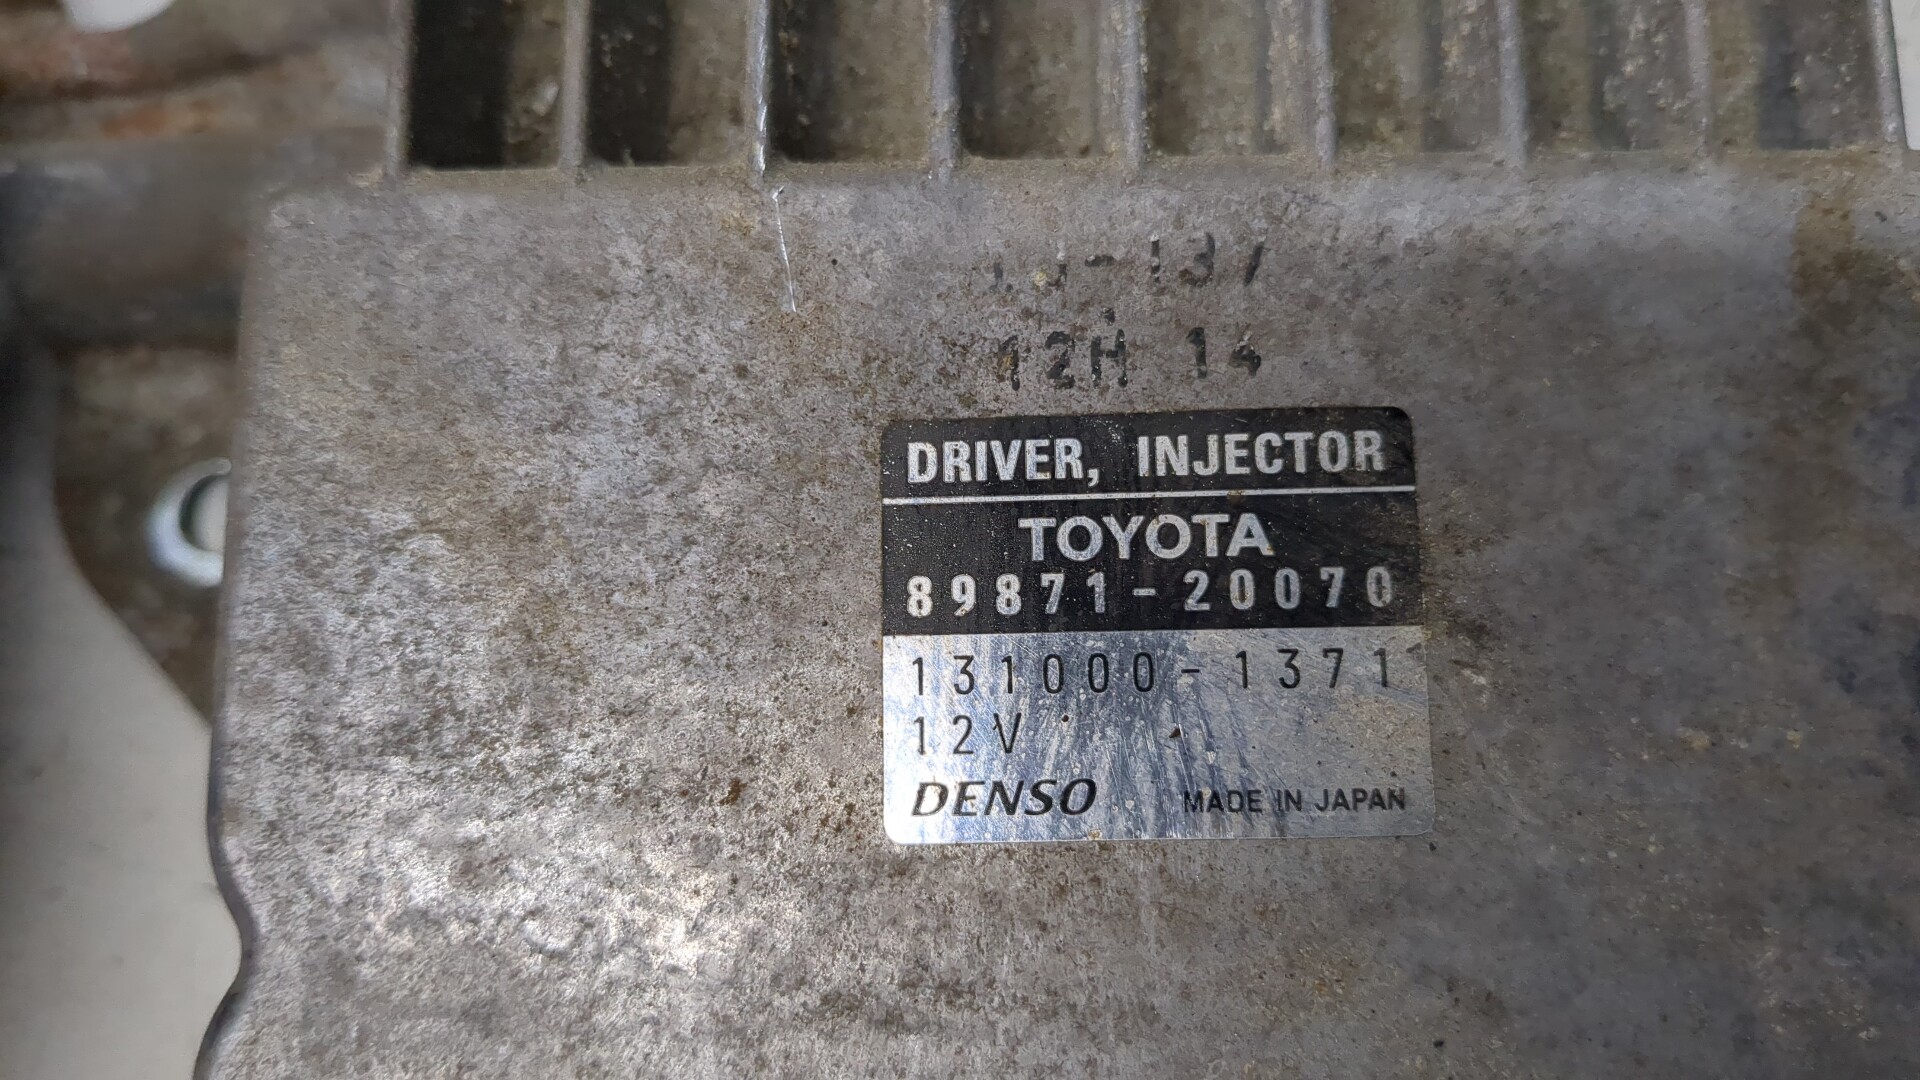 12H 14
DRIVER, INJECTOR
TOYOTA
89871-20070
131000-1371
12V
DENSO MADE IN JAPAN